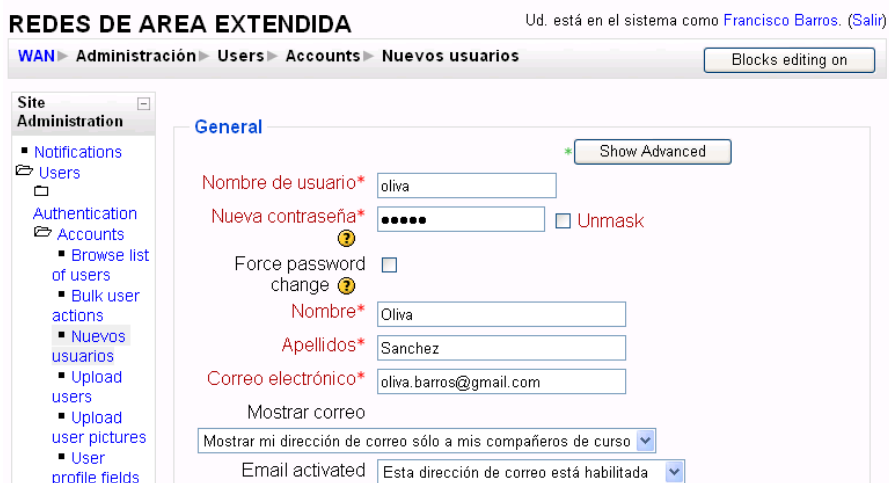 REDES DE AREA EXTENDIDA
Ud. está en el sistema como Francisco Barros. (Salir)
WAN Administración Users Accounts Nuevos usuarios
Blocks editing on
Site
Administration
Notifications
Users
Authentication
Accounts
Browse list
of users
Bulk user
actions
Nuevos
usuarios
Upload
users
Upload
user pictures
User
profile fields
General
* Show Advanced
Nombre de usuario* oliva
Nueva contraseña* ●●●●● Unmask
Force password
change
Nombre* Oliva
Apellidos* Sanchez
Correo electrónico* oliva.barros@gmail.com
Mostrar correo
Mostrar mi dirección de correo sólo a mis compañeros de curso
Email activated Esta dirección de correo está habilitada